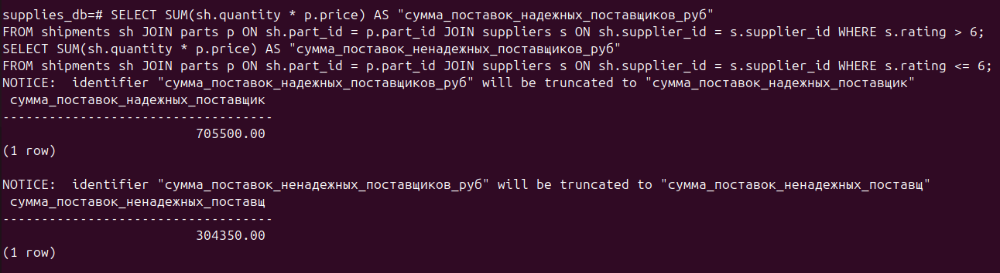 supplies_db=# SELECT SUM(sh.quantity * p.price) AS "сумма_поставок_надежных_поставщиков_руб"
FROM shipments sh JOIN parts p ON sh.part_id = p.part_id JOIN suppliers s ON sh.supplier_id = s.supplier_id WHERE s.rating > 6;
SELECT SUM(sh.quantity * p.price) AS "сумма_поставок_ненадежных_поставщиков_руб"
FROM shipments sh JOIN parts p ON sh.part_id = p.part_id JOIN suppliers s ON sh.supplier_id = s.supplier_id WHERE s.rating <= 6;
NOTICE:  identifier "сумма_поставок_надежных_поставщиков_руб" will be truncated to "сумма_поставок_надежных_поставщик"
 сумма_поставок_надежных_поставщик
-----------------------------------
                         705500.00
(1 row)

NOTICE:  identifier "сумма_поставок_ненадежных_поставщиков_руб" will be truncated to "сумма_поставок_ненадежных_поставщ"
 сумма_поставок_ненадежных_поставщ
-----------------------------------
                         304350.00
(1 row)